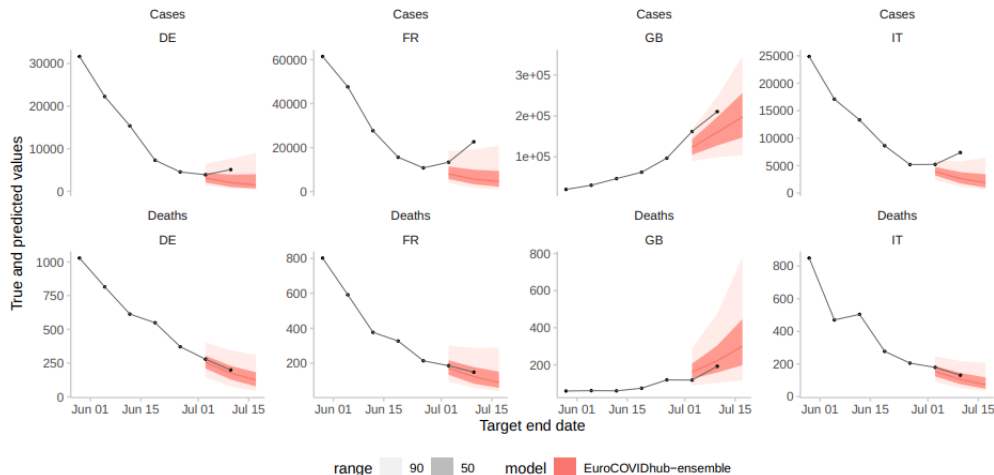 Cases Cases Cases Cases
DE FR GB IT
30000 60000 3e+05 25000
20000 40000 2e+05 20000
10000 20000 1e+05 15000
0 0 10000
5000
0
Deaths Deaths Deaths Deaths
DE FR GB IT
1000 800 800 800
750 600 600 600
500 400 400 400
250 200 200 200
0 0 0
Jun 01 Jun 15 Jul 01 Jul 15 Jun 01 Jun 15 Jul 01 Jul 15 Jun 01 Jun 15 Jul 01 Jul 15 Jun 01 Jun 15 Jul 01 Jul 15
True and predicted values
Target end date
range 90 50 model EuroCOVIDhub-ensemble